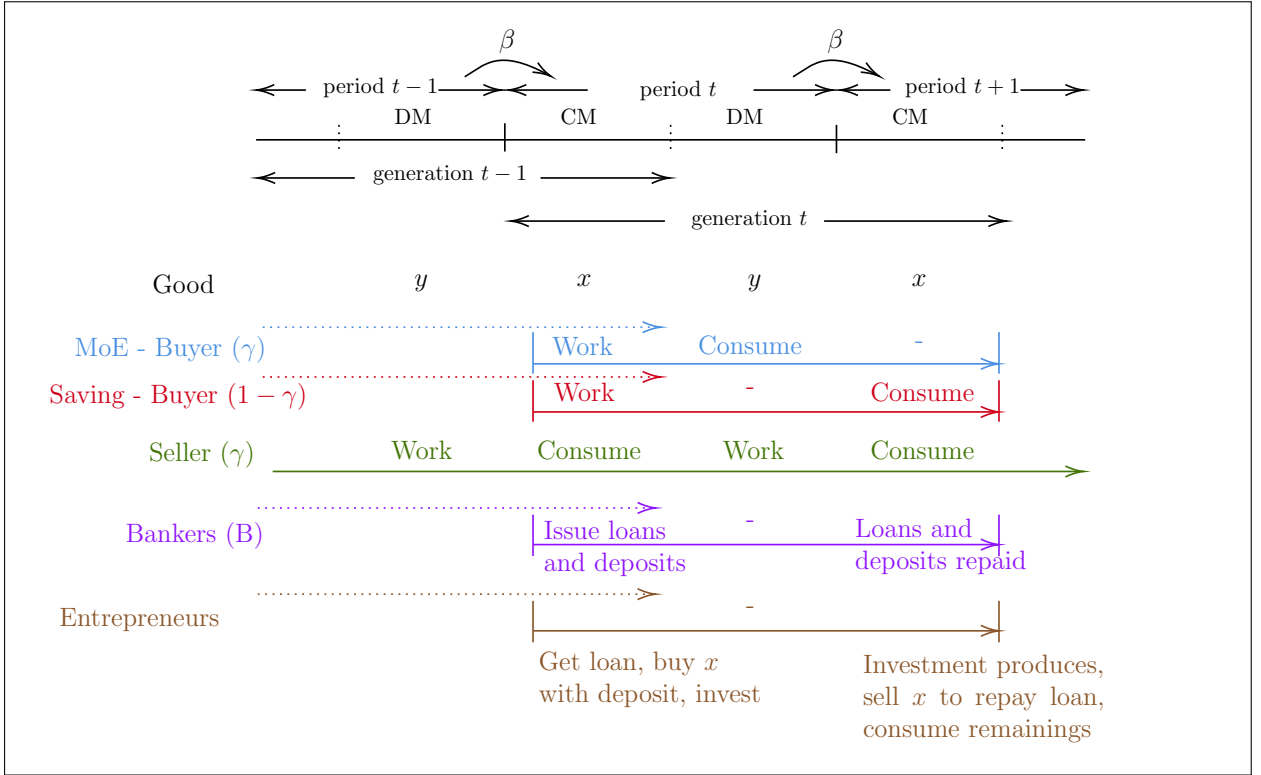 β β
period t − 1 period t period t + 1
DM CM DM CM
generation t − 1
generation t
Good y x y x
MoE - Buyer (γ) Work Consume -
Saving - Buyer (1 − γ) Work - Consume
Seller (γ) Work Consume Work Consume
Bankers (B) Issue loans - Loans and
and deposits deposits repaid
Entrepreneurs -
Get loan, buy x
with deposit, invest
Investment produces,
sell x to repay loan,
consume remainings